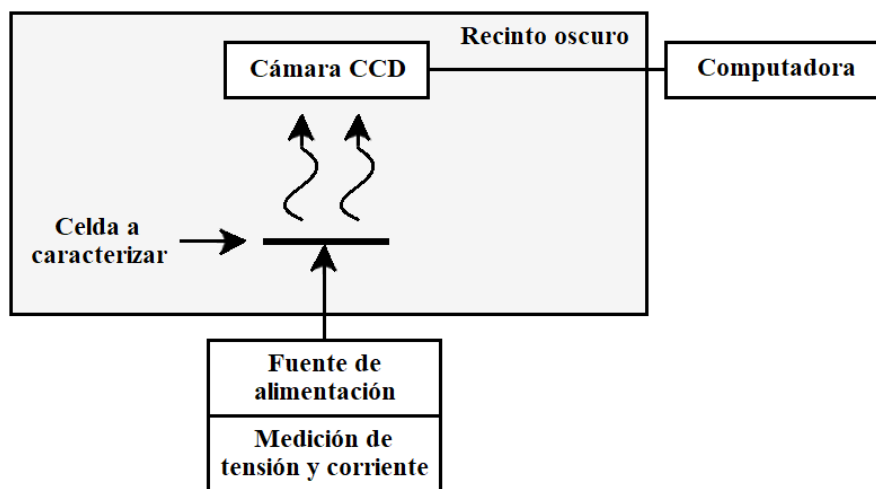 Recinto oscuro
Cámara CCD
Computadora
Celda a
caracterizar
Fuente de
alimentación
Medición de
tensión y corriente